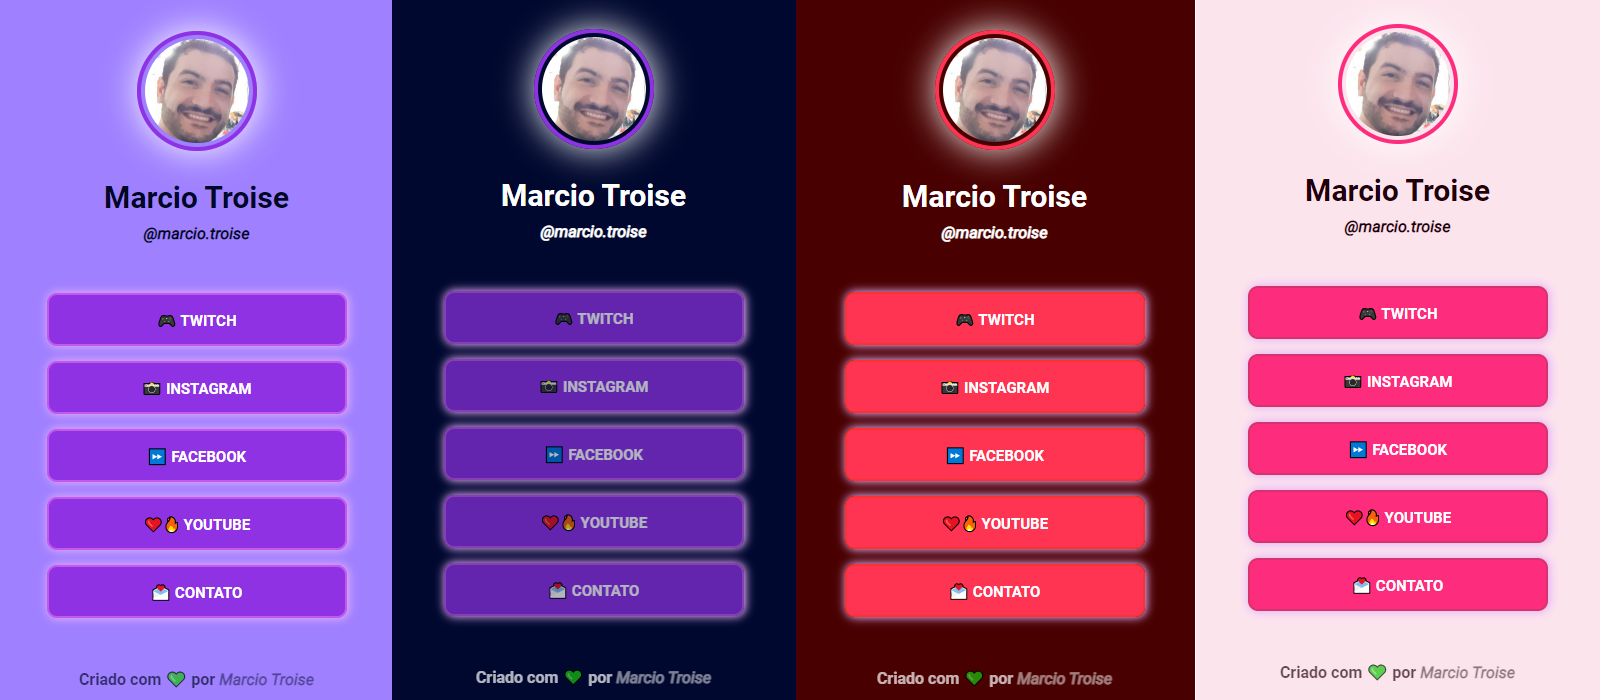 Marcio Troise
@marcio.troise
🎮 TWITCH
📷 INSTAGRAM
⏩ FACEBOOK
❤️🔥 YOUTUBE
💌 CONTATO
Criado com 💚 por Marcio Troise
Marcio Troise
@marcio.troise
🎮 TWITCH
📷 INSTAGRAM
⏩ FACEBOOK
❤️🔥 YOUTUBE
💌 CONTATO
Criado com 💚 por Marcio Troise
Marcio Troise
@marcio.troise
🎮 TWITCH
📷 INSTAGRAM
⏩ FACEBOOK
❤️🔥 YOUTUBE
💌 CONTATO
Criado com 💚 por Marcio Troise
Marcio Troise
@marcio.troise
🎮 TWITCH
📷 INSTAGRAM
⏩ FACEBOOK
❤️🔥 YOUTUBE
💌 CONTATO
Criado com 💚 por Marcio Troise